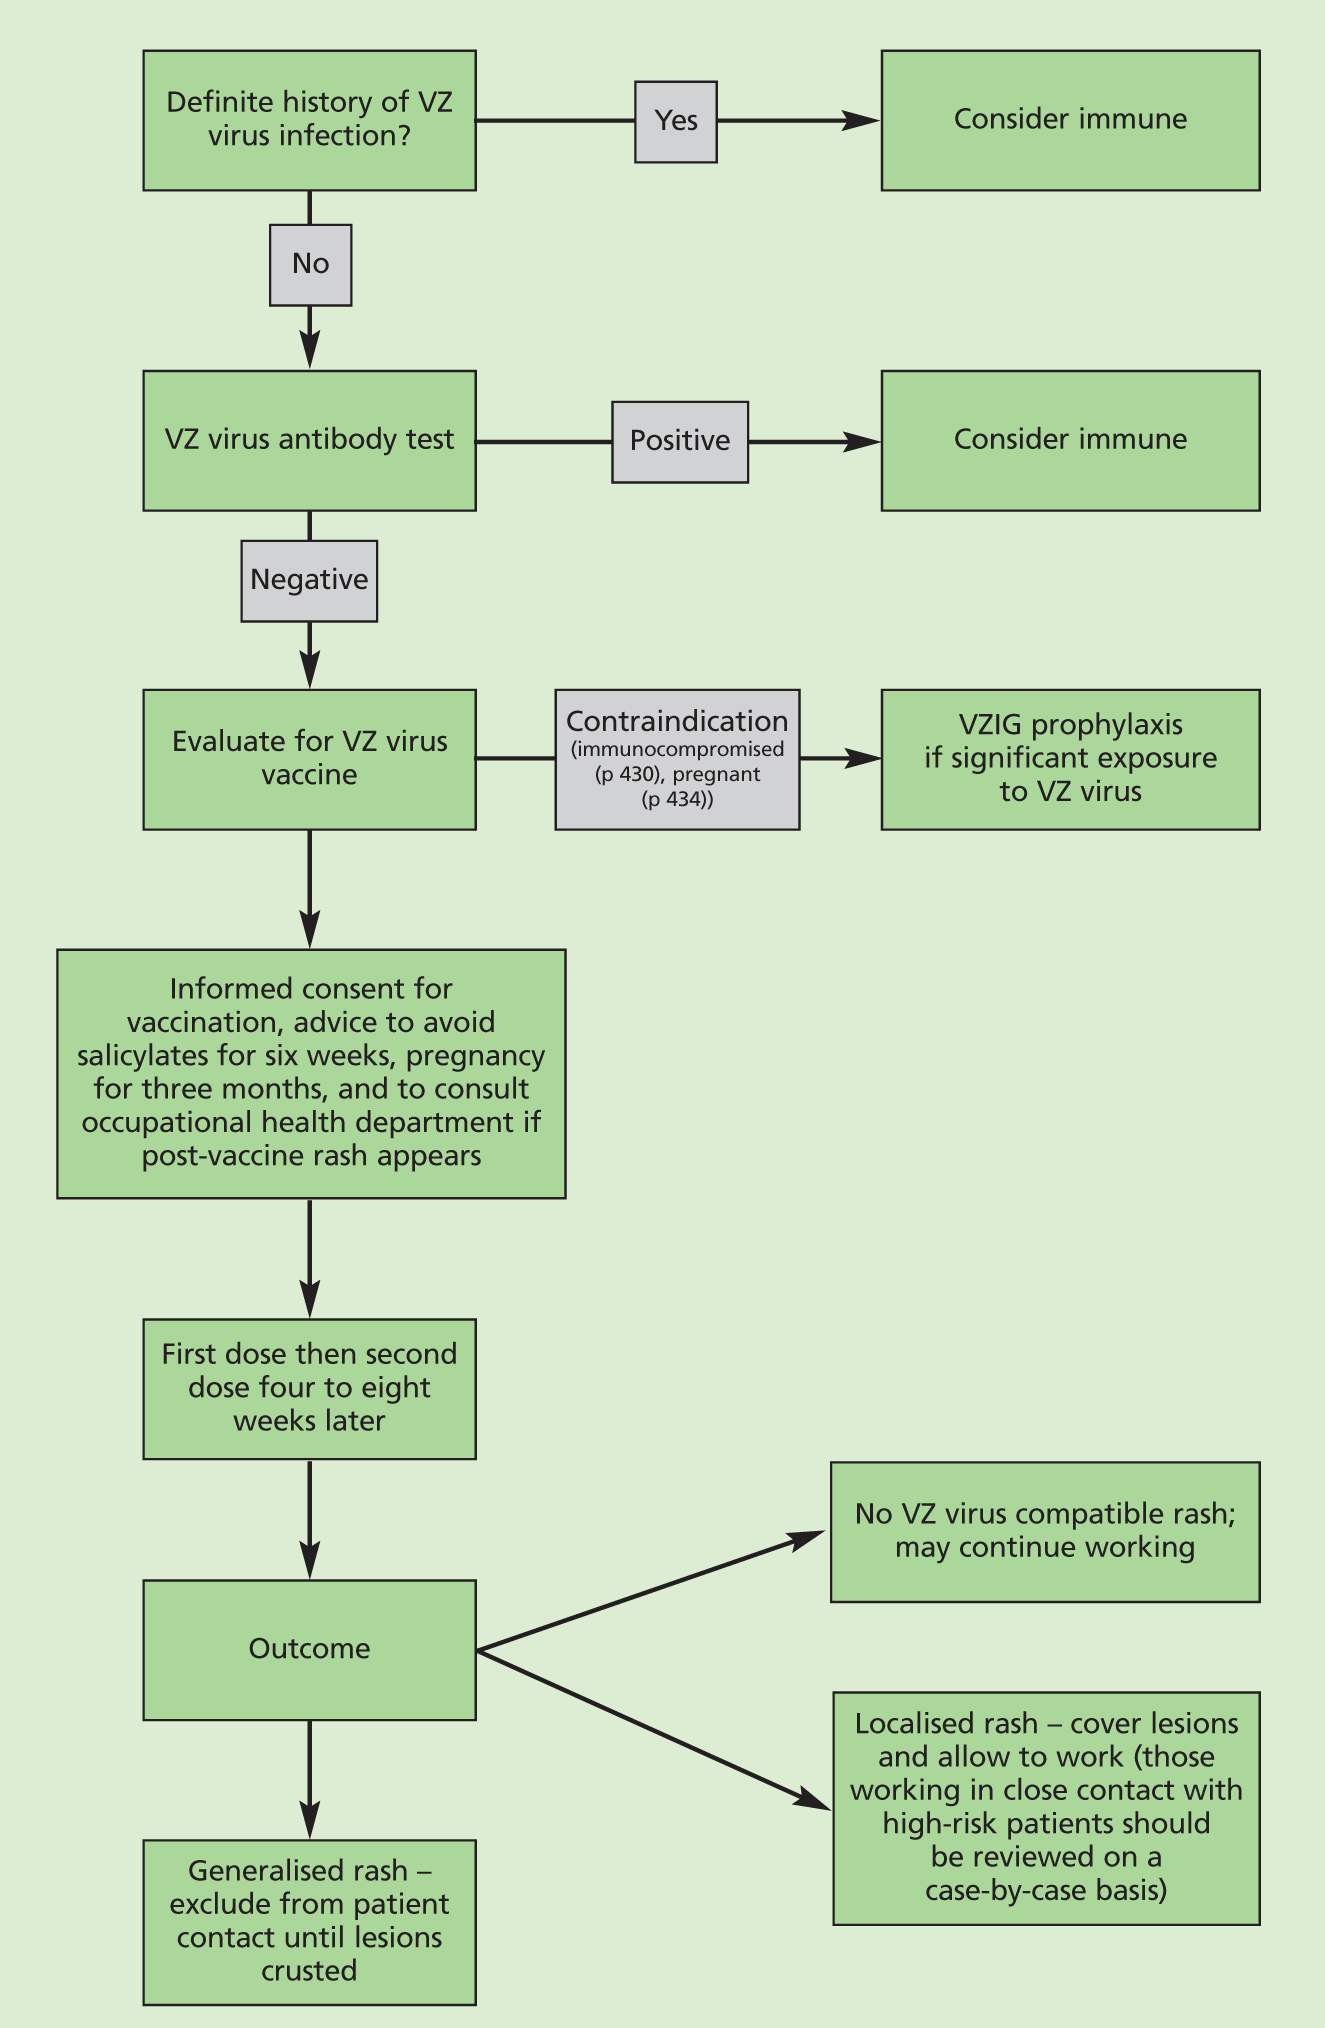 Definite history of VZ
virus infection?
Yes
Consider immune
No
VZ virus antibody test
Positive
Consider immune
Negative
Evaluate for VZ virus
vaccine
Contraindication
(immunocompromised
(p 430), pregnant
(p 434))
VZIG prophylaxis
if significant exposure
to VZ virus
Informed consent for
vaccination, advice to avoid
salicylates for six weeks, pregnancy
for three months, and to consult
occupational health department if
post-vaccine rash appears
First dose then second
dose four to eight
weeks later
Outcome
No VZ virus compatible rash;
may continue working
Localised rash – cover lesions
and allow to work (those
working in close contact with
high-risk patients should
be reviewed on a
case-by-case basis)
Generalised rash –
exclude from patient
contact until lesions
crusted